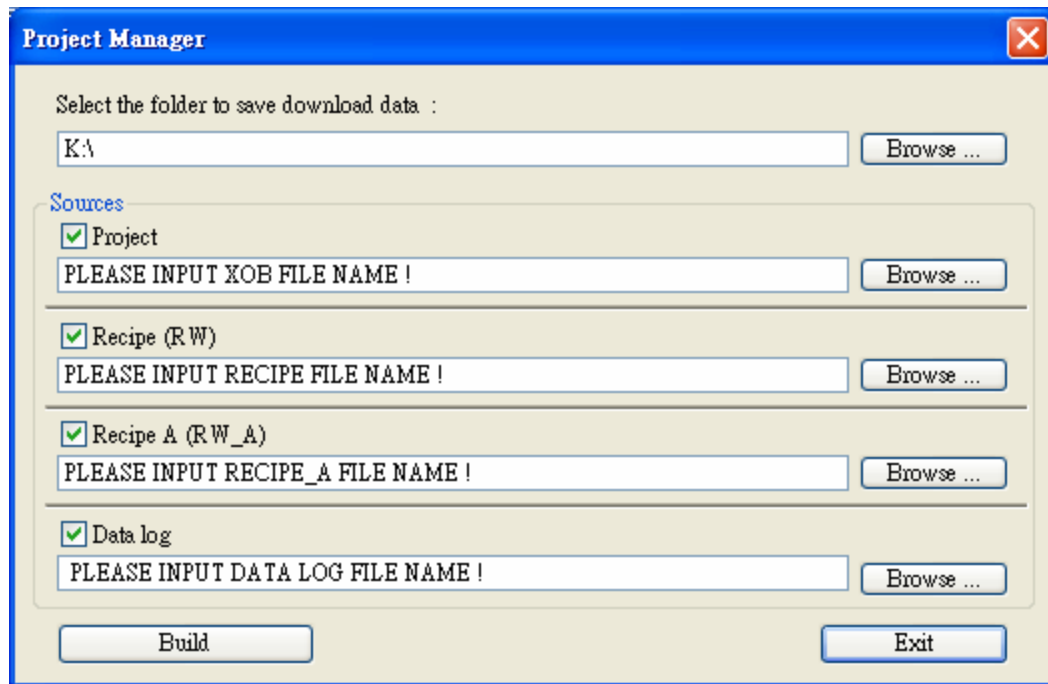 Project Manager
Select the folder to save download data :
K:\
Browse ...
Sources
Project
PLEASE INPUT XOB FILE NAME !
Browse ...
Recipe (RW)
PLEASE INPUT RECIPE FILE NAME !
Browse ...
Recipe A (RW_A)
PLEASE INPUT RECIPE_A FILE NAME !
Browse ...
Data log
PLEASE INPUT DATA LOG FILE NAME !
Browse ...
Build
Exit